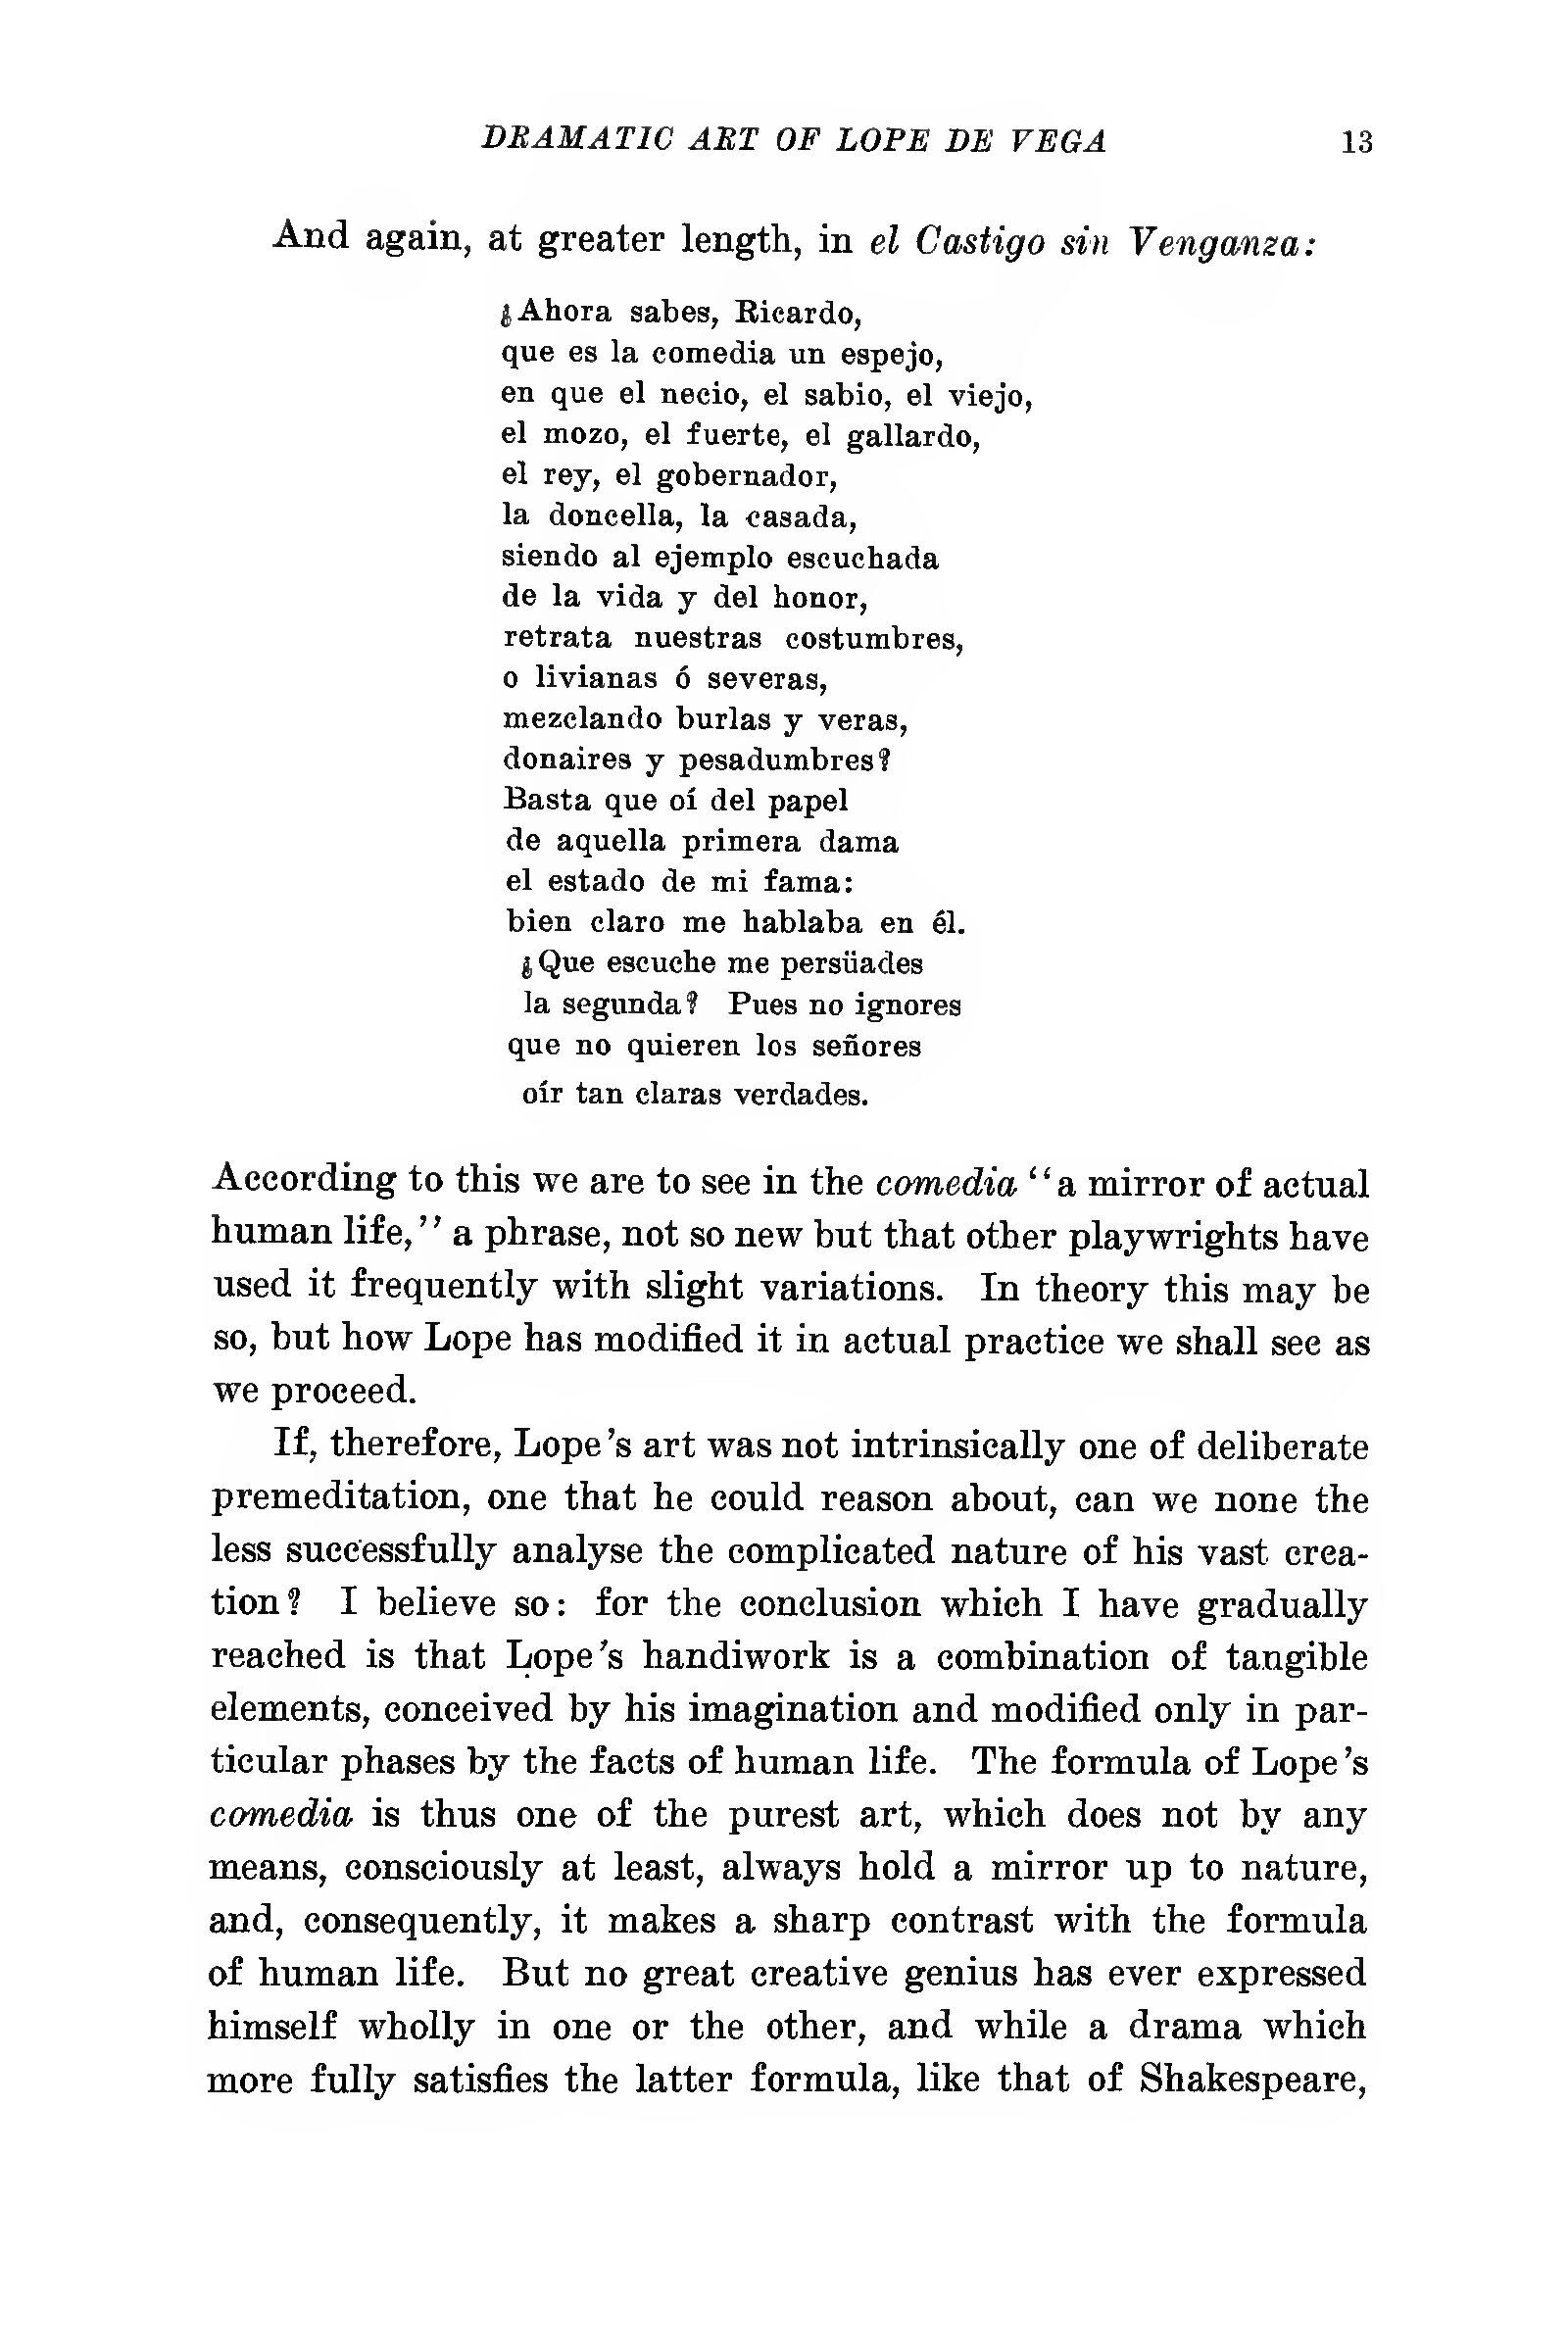 DRAMATIC ART OF LOPE DE VEGA 13
And again, at greater length, in el Castigo sin Venganza:
¿Ahora sabes, Ricardo,
que es la comedia un espejo,
en que el necio, el sabio, el viejo,
el mozo, el fuerte, el gallardo,
el rey, el gobernador,
la doncella, la casada,
siendo al ejemplo escuchada
de la vida y del honor,
retrata nuestras costumbres,
o livianas ó severas,
mezclando burlas y veras,
donaires y pesadumbres?
Basta que oí del papel
de aquella primera dama
el estado de mi fama:
bien claro me hablaba en él.
¿Que escuche me persüades
la segunda? Pues no ignores
que no quieren los señores
oír tan claras verdades.
According to this we are to see in the comedia "a mirror of actual
human life," a phrase, not so new but that other playwrights have
used it frequently with slight variations. In theory this may be
so, but how Lope has modified it in actual practice we shall see as
we proceed.
If, therefore, Lope's art was not intrinsically one of deliberate
premeditation, one that he could reason about, can we none the
less successfully analyse the complicated nature of his vast crea-
tion? I believe so: for the conclusion which I have gradually
reached is that Lope's handiwork is a combination of tangible
elements, conceived by his imagination and modified only in par-
ticular phases by the facts of human life. The formula of Lope's
comedia is thus one of the purest art, which does not by any
means, consciously at least, always hold a mirror up to nature,
and, consequently, it makes a sharp contrast with the formula
of human life. But no great creative genius has ever expressed
himself wholly in one or the other, and while a drama which
more fully satisfies the latter formula, like that of Shakespeare,